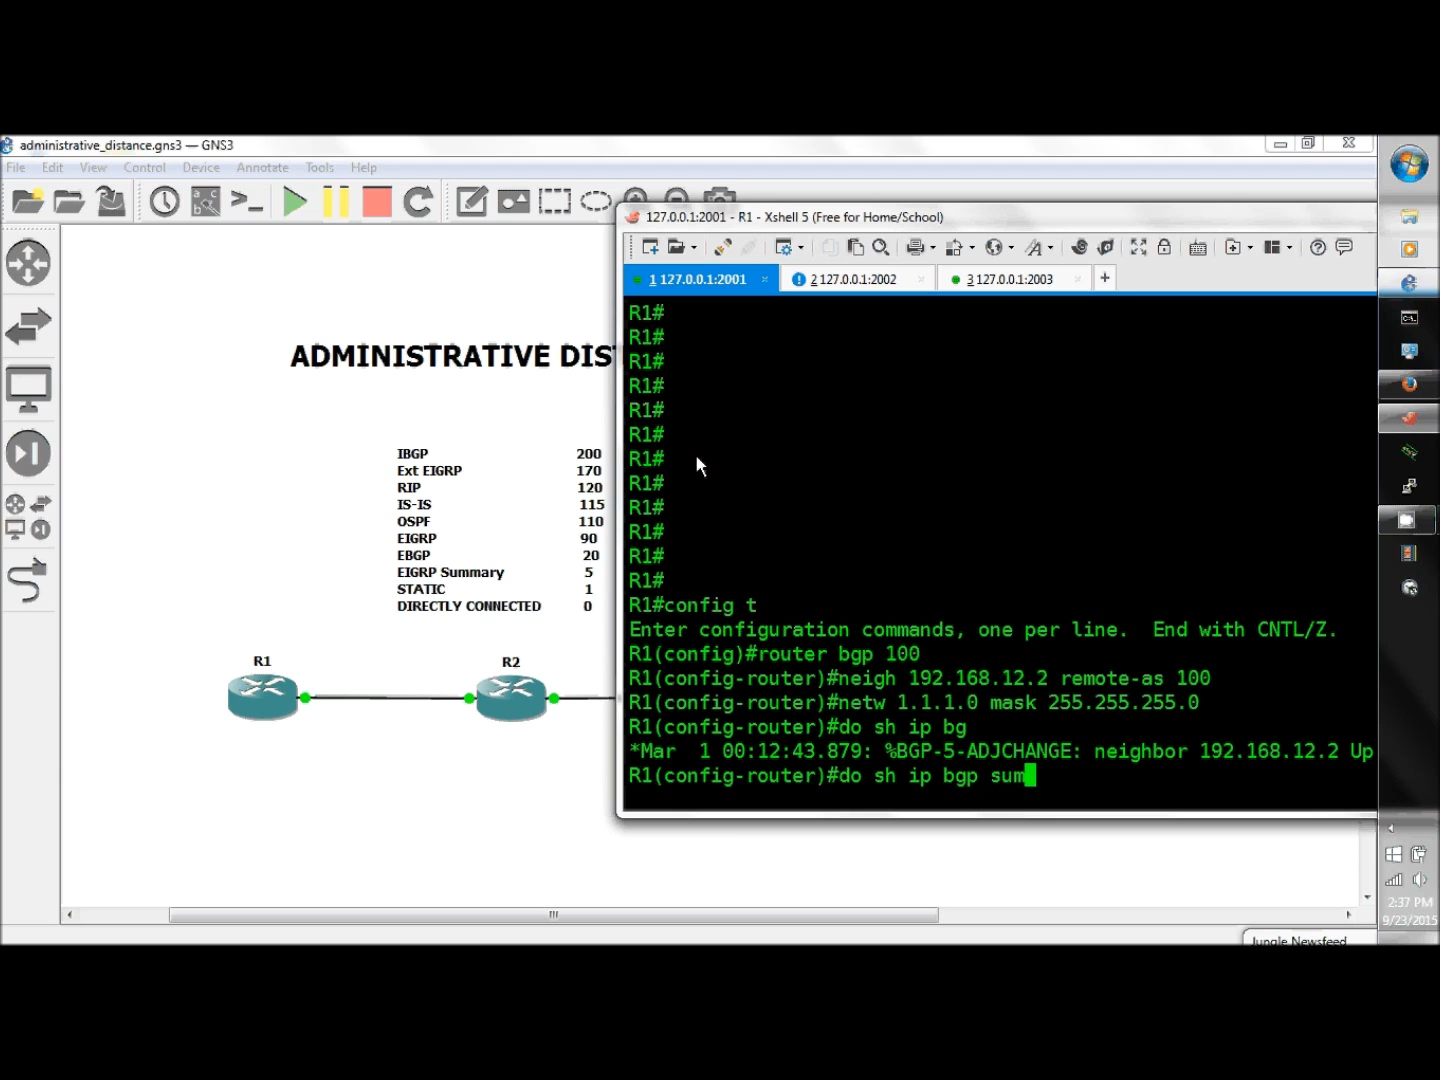 administrative_distance.gns3 — GNS3
File Edit View Control Device Annotate Tools Help
127.0.0.1:2001 - R1 - Xshell 5 (Free for Home/School)
1 127.0.0.1:2001
2 127.0.0.1:2002
3 127.0.0.1:2003
ADMINISTRATIVE DIS
IBGP 200
Ext EIGRP 170
RIP 120
IS-IS 115
OSPF 110
EIGRP 90
EBGP 20
EIGRP Summary 5
STATIC 1
DIRECTLY CONNECTED 0
R1
R2
R1#
R1#
R1#
R1#
R1#
R1#
R1#
R1#
R1#
R1#
R1#
R1#
R1#config t
Enter configuration commands, one per line.  End with CNTL/Z.
R1(config)#router bgp 100
R1(config-router)#neigh 192.168.12.2 remote-as 100
R1(config-router)#netw 1.1.1.0 mask 255.255.255.0
R1(config-router)#do sh ip bg
*Mar  1 00:12:43.879: %BGP-5-ADJCHANGE: neighbor 192.168.12.2 Up
R1(config-router)#do sh ip bgp sum
2:37 PM
9/23/2015
Jungle Newsfeed